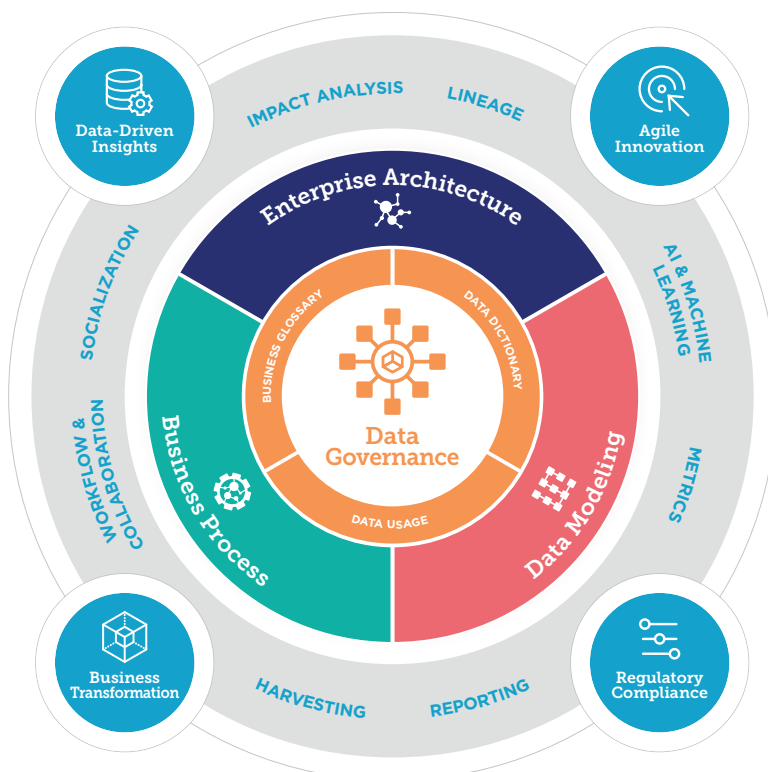 Data-Driven
Insights
IMPACT ANALYSIS
LINEAGE
Agile
Innovation
Enterprise Architecture
SOCIALIZATION
AI & MACHINE
LEARNING
BUSINESS GLOSSARY
DATA DICTIONARY
Data
Governance
WORKFLOW &
COLLABORATION
Business Process
Data Modeling
METRICS
DATA USAGE
Business
Transformation
HARVESTING
REPORTING
Regulatory
Compliance